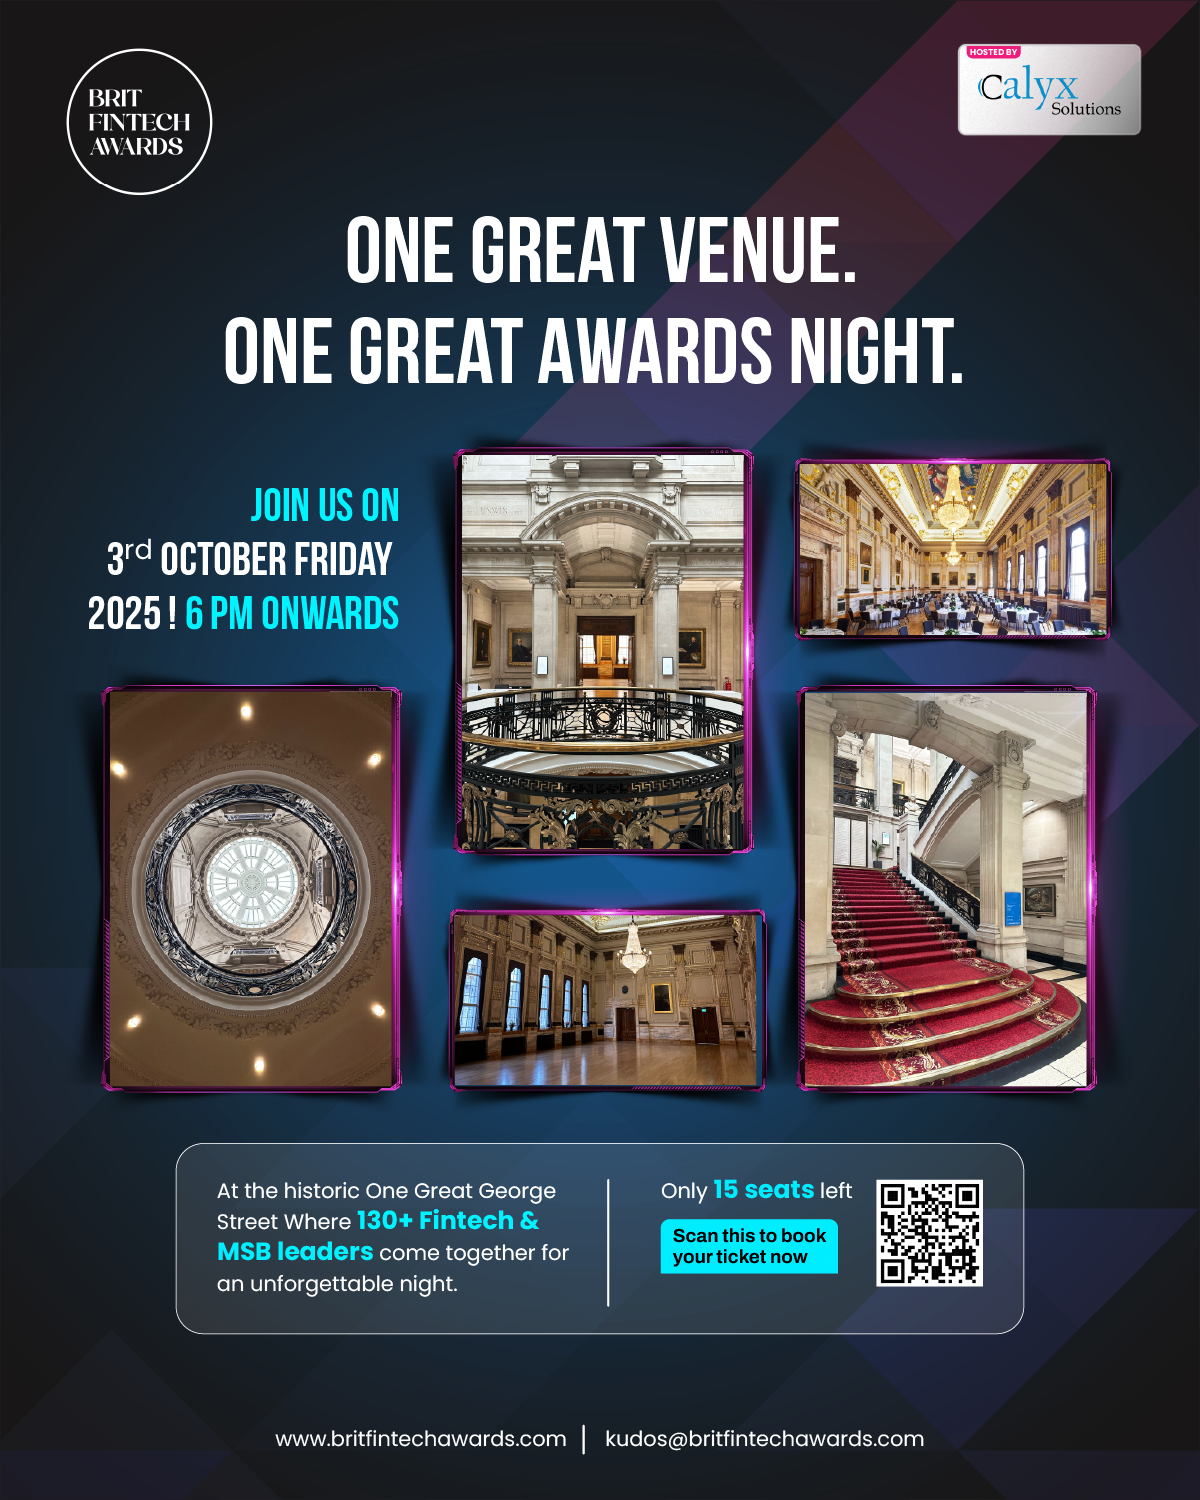 BRIT
FINTECH
AWARDS
HOSTED BY
Calyx
Solutions
ONE GREAT VENUE.
ONE GREAT AWARDS NIGHT.
JOIN US ON
3rd OCTOBER FRIDAY
2025 ! 6 PM ONWARDS
At the historic One Great George
Street Where 130+ Fintech &
MSB leaders come together for
an unforgettable night.
Only 15 seats left
Scan this to book
your ticket now
www.britfintechawards.com
kudos@britfintechawards.com